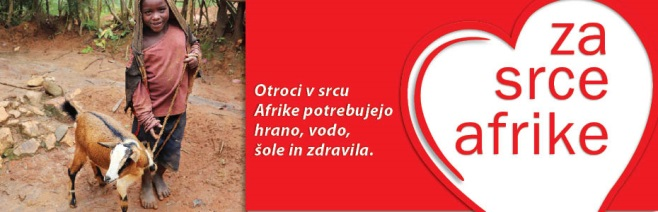 Otroci v srcu
Afrike potrebujejo
hrano, vodo,
šole in zdravila.
za
srce
afrike